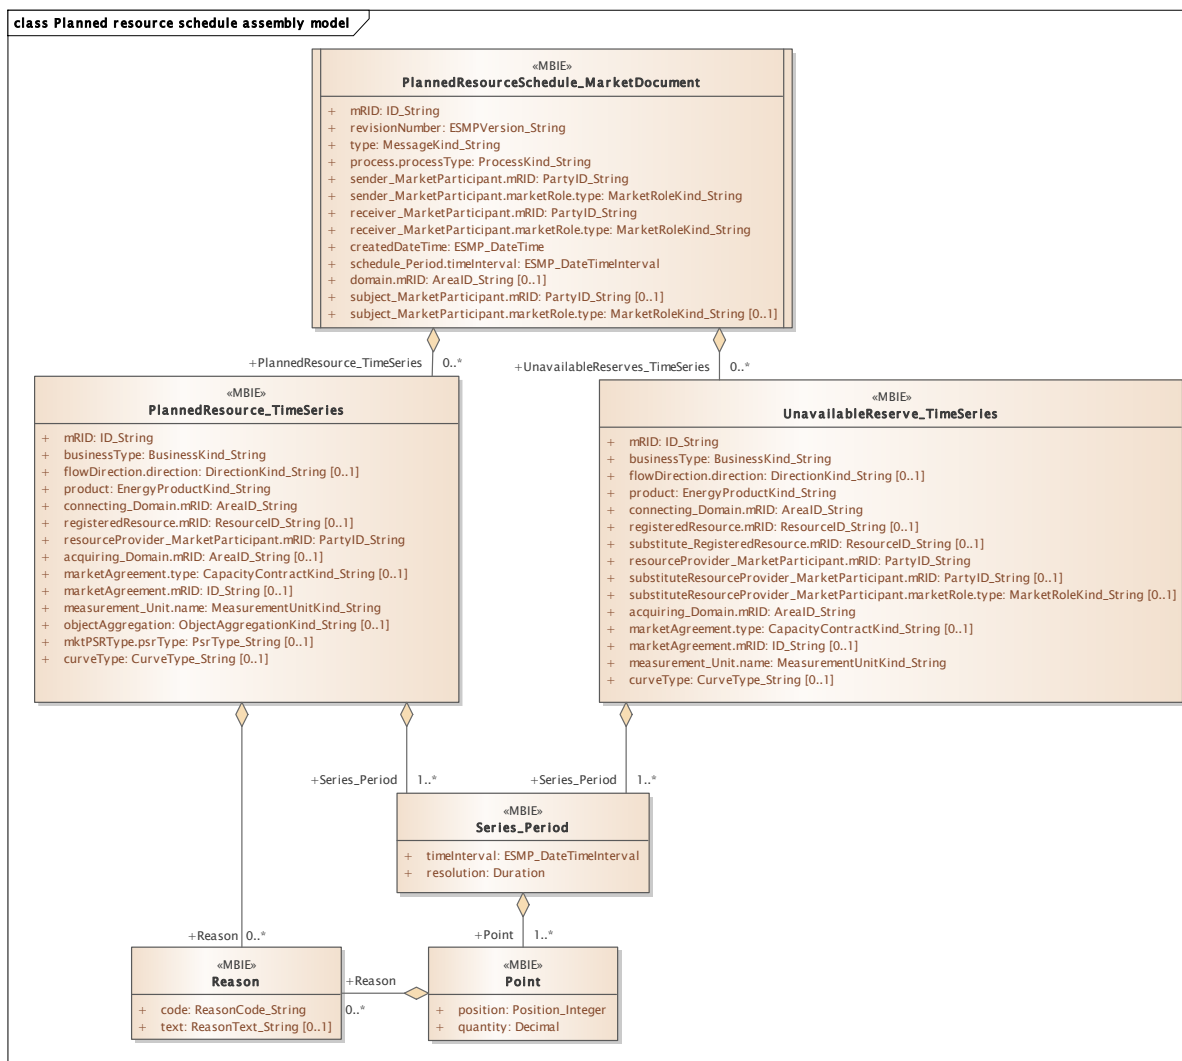 class Planned resource schedule assembly model
«MBIE»
PlannedResourceSchedule_MarketDocument
+ mRID: ID_String
+ revisionNumber: ESMPVersion_String
+ type: MessageKind_String
+ process.processType: ProcessKind_String
+ sender_MarketParticipant.mRID: PartyID_String
+ sender_MarketParticipant.marketRole.type: MarketRoleKind_String
+ receiver_MarketParticipant.mRID: PartyID_String
+ receiver_MarketParticipant.marketRole.type: MarketRoleKind_String
+ createdDateTime: ESMP_DateTime
+ schedule_Period.timeInterval: ESMP_DateTimeInterval
+ domain.mRID: AreaID_String [0..1]
+ subject_MarketParticipant.mRID: PartyID_String [0..1]
+ subject_MarketParticipant.marketRole.type: MarketRoleKind_String [0..1]
+PlannedResource_TimeSeries 0..*
+UnavailableReserves_TimeSeries 0..*
«MBIE»
PlannedResource_TimeSeries
+ mRID: ID_String
+ businessType: BusinessKind_String
+ flowDirection.direction: DirectionKind_String [0..1]
+ product: EnergyProductKind_String
+ connecting_Domain.mRID: AreaID_String
+ registeredResource.mRID: ResourceID_String [0..1]
+ resourceProvider_MarketParticipant.mRID: PartyID_String
+ acquiring_Domain.mRID: AreaID_String [0..1]
+ marketAgreement.type: CapacityContractKind_String [0..1]
+ marketAgreement.mRID: ID_String [0..1]
+ measurement_Unit.name: MeasurementUnitKind_String
+ objectAggregation: ObjectAggregationKind_String [0..1]
+ mktPSRType.psrType: PsrType_String [0..1]
+ curveType: CurveType_String [0..1]
«MBIE»
UnavailableReserve_TimeSeries
+ mRID: ID_String
+ businessType: BusinessKind_String
+ flowDirection.direction: DirectionKind_String [0..1]
+ product: EnergyProductKind_String
+ connecting_Domain.mRID: AreaID_String
+ registeredResource.mRID: ResourceID_String [0..1]
+ substitute_RegisteredResource.mRID: ResourceID_String [0..1]
+ resourceProvider_MarketParticipant.mRID: PartyID_String
+ substituteResourceProvider_MarketParticipant.mRID: PartyID_String [0..1]
+ substituteResourceProvider_MarketParticipant.marketRole.type: MarketRoleKind_String [0..1]
+ acquiring_Domain.mRID: AreaID_String
+ marketAgreement.type: CapacityContractKind_String [0..1]
+ marketAgreement.mRID: ID_String [0..1]
+ measurement_Unit.name: MeasurementUnitKind_String
+ curveType: CurveType_String [0..1]
+Series_Period 1..*
+Series_Period 1..*
«MBIE»
Series_Period
+ timeInterval: ESMP_DateTimeInterval
+ resolution: Duration
+Reason 0..*
+Point 1..*
«MBIE»
Reason
+ code: ReasonCode_String
+ text: ReasonText_String [0..1]
+Reason
0..*
«MBIE»
Point
+ position: Position_Integer
+ quantity: Decimal